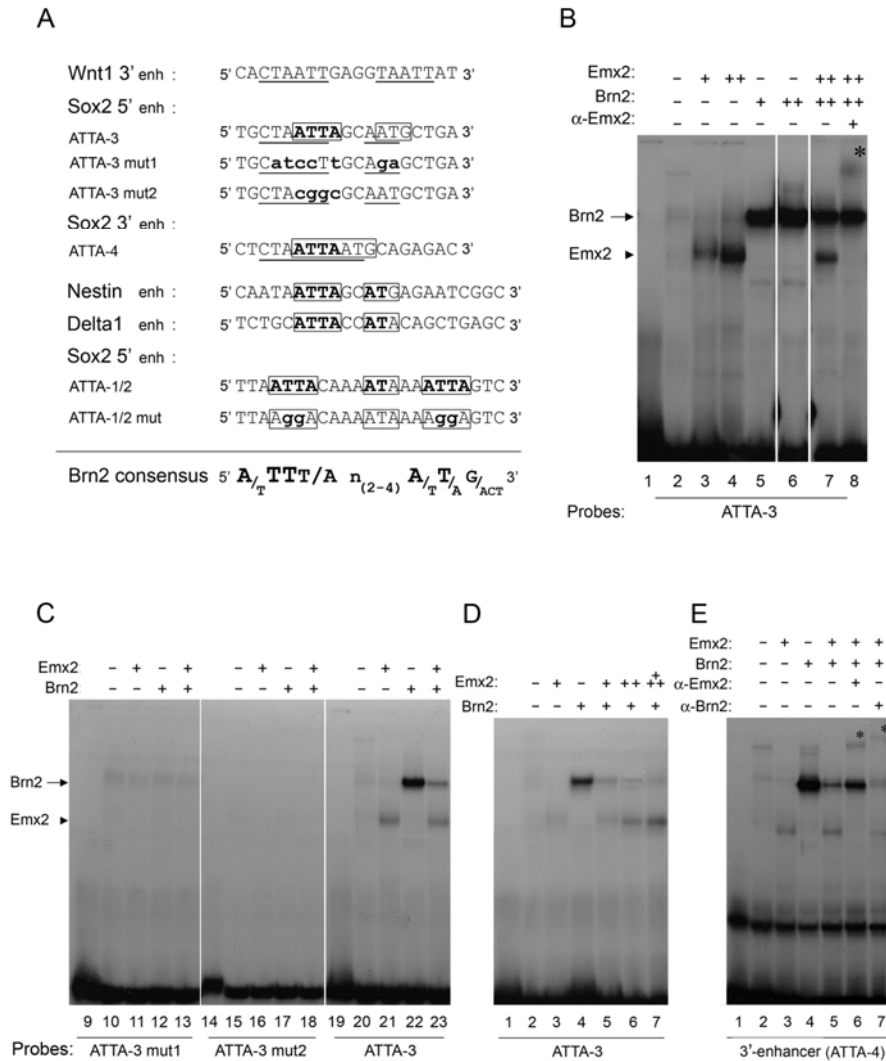 A
Wnt1 3' enh : 5' CACTAATTGAGGTAATTAT 3'
Sox2 5' enh :
ATTA-3 5' TGCTAATTAGCAATGCTGA 3'
ATTA-3 mut1 5' TGCatccTtGCAgaGCTGA 3'
ATTA-3 mut2 5' TGCTAcggcGCAATGCTGA 3'
Sox2 3' enh :
ATTA-4 5' CTCTAATTAATGCAGAGAC 3'
Nestin enh : 5' CAATAATTAGCATGAGAATCGGC 3'
Delta1 enh : 5' TCTGCATTACCATACAGCTGAGC 3'
Sox2 5' enh :
ATTA-1/2 5' TTAATTACAAAATAAAATTAGTC 3'
ATTA-1/2 mut 5' TTAAggACAAAATAAAAggAGTC 3'
Brn2 consensus 5' A/T TTT/A n(2-4) A/T T/A G/ACT 3'
B
Emx2: - + ++ - - ++ ++
Brn2: - - - + ++ ++ ++
α-Emx2: - - - - - - +
*
Brn2
Emx2
1 2 3 4 5 6 7 8
Probes: ATTA-3
C
Emx2: - + - + - + - + - + - +
Brn2: - - + + - - + + - - + +
Brn2
Emx2
9 10 11 12 13 14 15 16 17 18 19 20 21 22 23
Probes: ATTA-3 mut1 ATTA-3 mut2 ATTA-3
D
+
Emx2: - + - + ++ ++
Brn2: - - + + + +
1 2 3 4 5 6 7
ATTA-3
E
Emx2: - + - + + +
Brn2: - - + + + +
α-Emx2: - - - - + -
α-Brn2: - - - - - +
* *
1 2 3 4 5 6 7
3'-enhancer (ATTA-4)